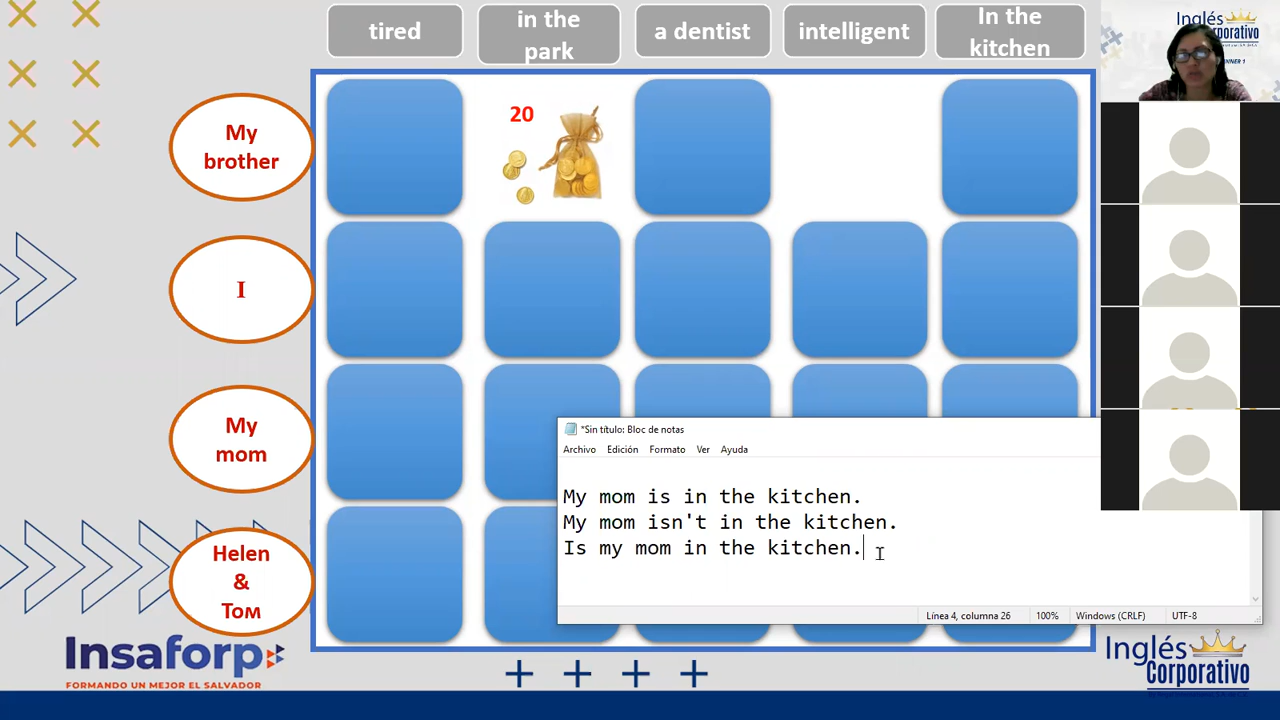 tired
in the
park
a dentist
intelligent
In the
kitchen
Inglés
Corporativo
My
brother
20
I
My
mom
Helen
&
Tom
*Sin título: Bloc de notas
Archivo Edición Formato Ver Ayuda
My mom is in the kitchen.
My mom isn't in the kitchen.
Is my mom in the kitchen.
Línea 4, columna 26 100% Windows (CRLF) UTF-8
Insaforp
FORMANDO UN MEJOR EL SALVADOR
Inglés
Corporativo